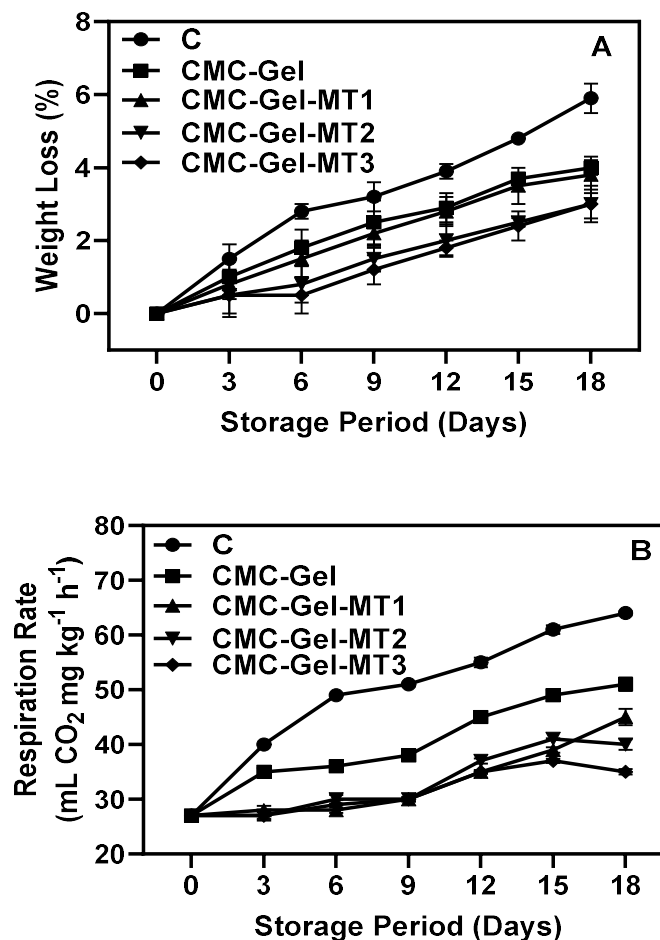 8
6
4
2
0
Weight Loss (%)
C
CMC-Gel
CMC-Gel-MT1
CMC-Gel-MT2
CMC-Gel-MT3
A
0 3 6 9 12 15 18
Storage Period (Days)
80
70
60
50
40
30
20
Respiration Rate
(mL CO₂ mg kg⁻¹ h⁻¹)
C
CMC-Gel
CMC-Gel-MT1
CMC-Gel-MT2
CMC-Gel-MT3
B
0 3 6 9 12 15 18
Storage Period (Days)